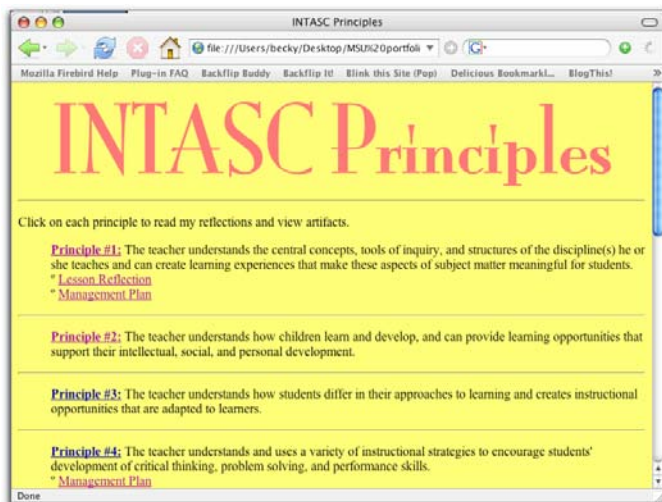 INTASC Principles
file:///Users/becky/Desktop/MSU%20portfoli
G
Mozilla Firebird Help Plug-in FAQ Backflip Buddy Backflip It! Blink this Site (Pop) Delicious Bookmarkl... BlogThis! »
INTASC Principles
Click on each principle to read my reflections and view artifacts.
Principle #1: The teacher understands the central concepts, tools of inquiry, and structures of the discipline(s) he or
she teaches and can create learning experiences that make these aspects of subject matter meaningful for students.
" Lesson Reflection
" Management Plan
Principle #2: The teacher understands how children learn and develop, and can provide learning opportunities that
support their intellectual, social, and personal development.
Principle #3: The teacher understands how students differ in their approaches to learning and creates instructional
opportunities that are adapted to learners.
Principle #4: The teacher understands and uses a variety of instructional strategies to encourage students'
development of critical thinking, problem solving, and performance skills.
" Management Plan
Done